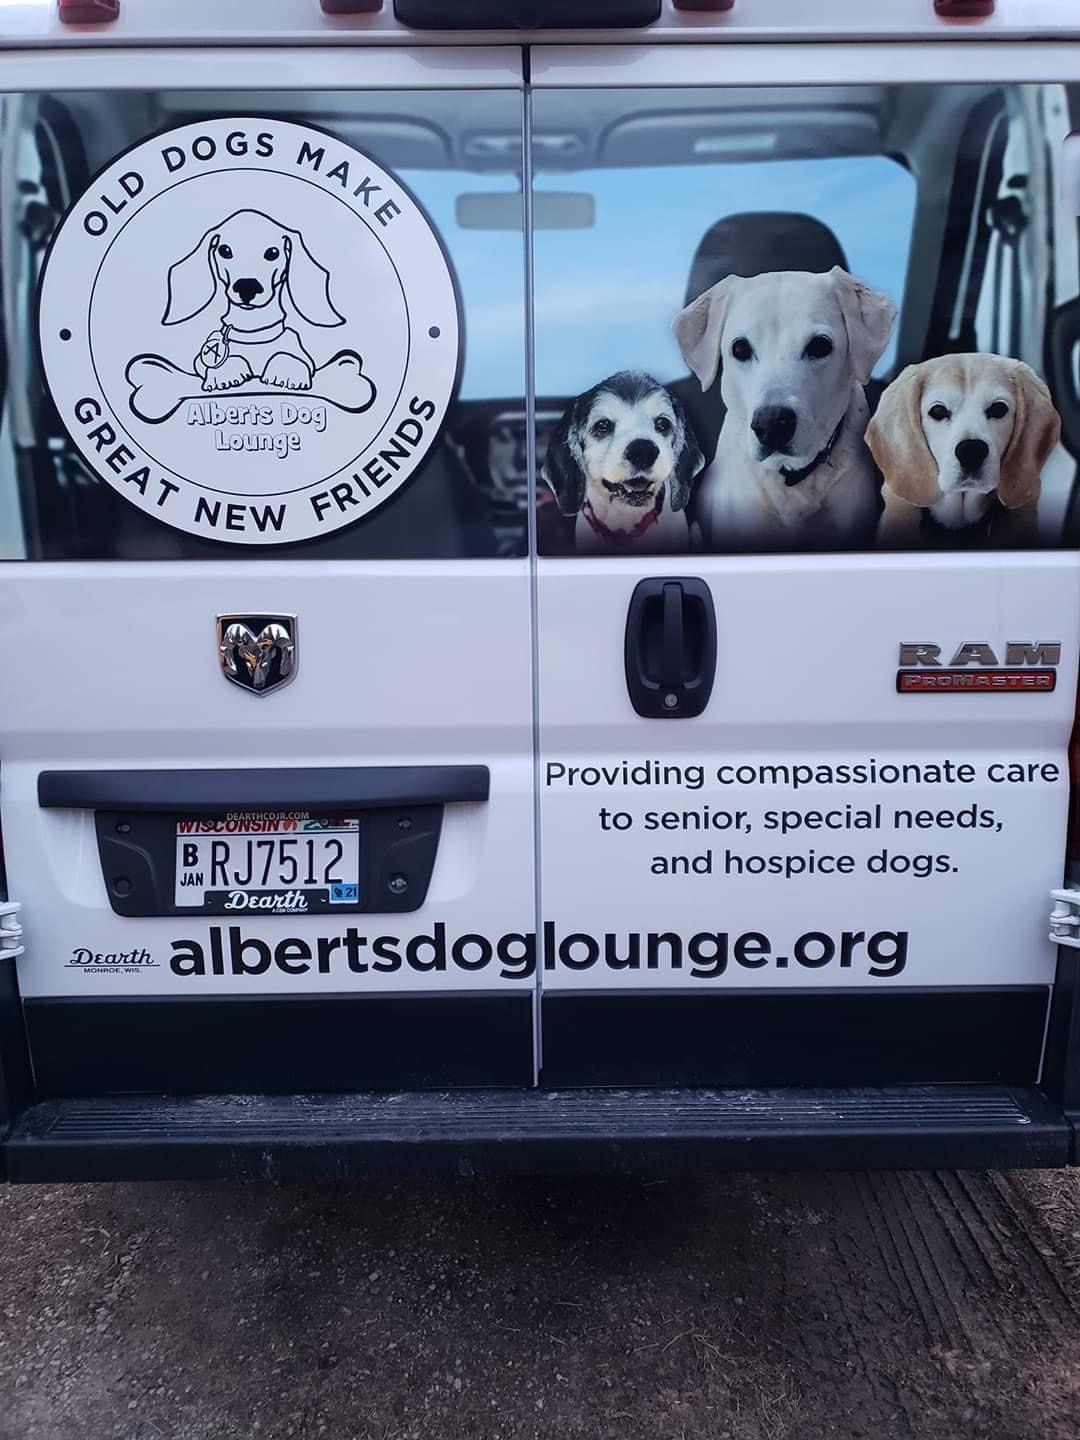 OLD DOGS MAKE
GREAT NEW FRIENDS
A
Alberts Dog
Lounge
RAM
PROMASTER
Providing compassionate care
to senior, special needs,
and hospice dogs.
DEARTHCDJR.COM
WISCONSIN
B
JAN
RJ7512
21
Dearth
Dearth
MONROE, WIS.
albertsdoglounge.org